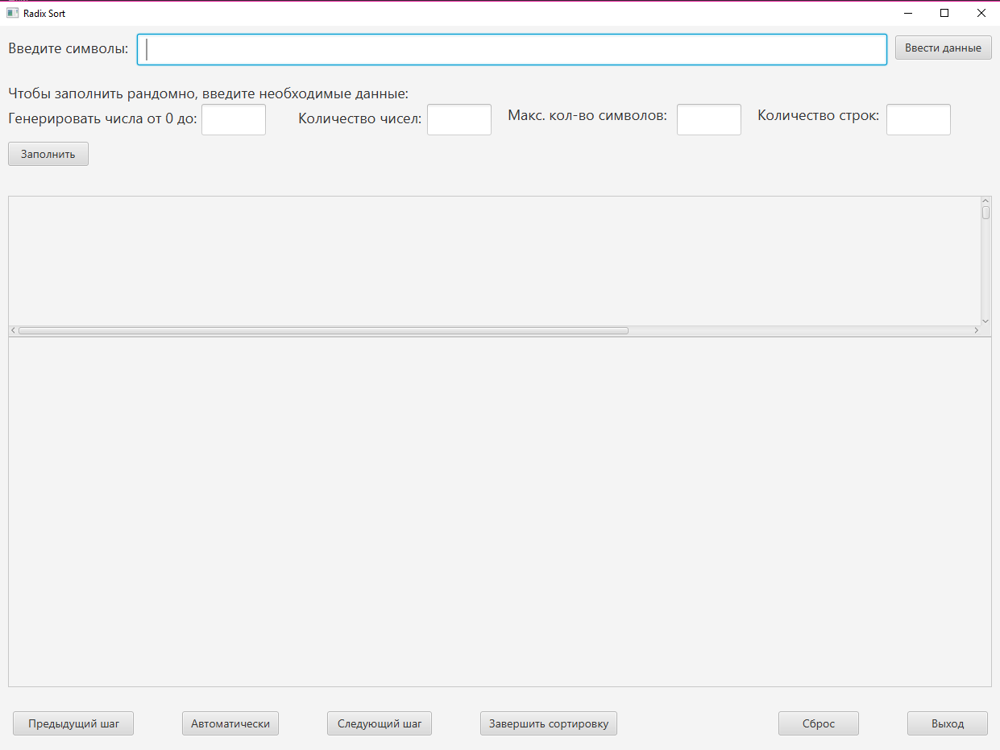 Radix Sort
Введите символы:
Ввести данные
Чтобы заполнить рандомно, введите необходимые данные:
Генерировать числа от 0 до: Количество чисел: Макс. кол-во символов: Количество строк:
Заполнить
Предыдущий шаг Автоматически Следующий шаг Завершить сортировку Сброс Выход